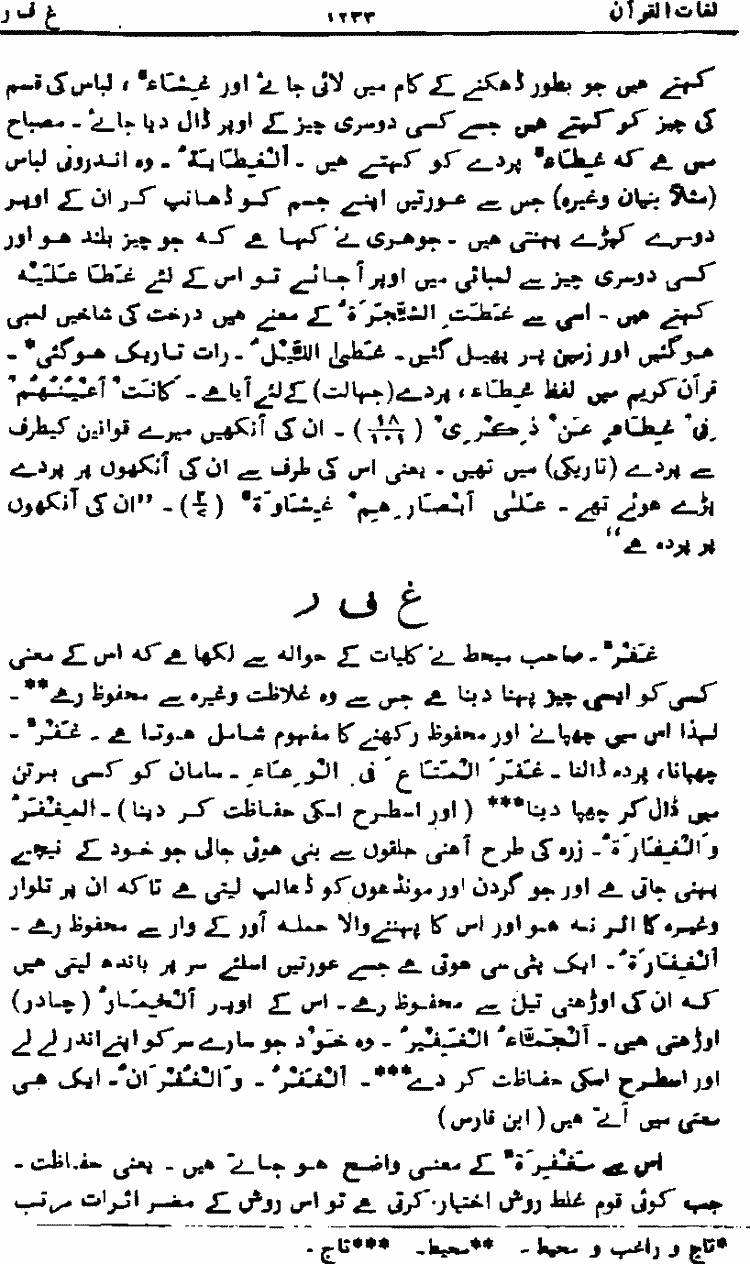 لغات القرآن ۱۲۳۳ غ ف ر
کہتے ہیں جو بطور ڈھکنے کے کام میں لائی جائے اور غِشَاءٌ ، لباس کی قسم
کی چیز کو کہتے ہیں جسے کسی دوسری چیز کے اوپر ڈال دیا جائے ۔ مصباح
میں ہے کہ غِطَاءٌ پردے کو کہتے ہیں ۔ اَلْغِطَایَۃُ ۔ وہ اندرونی لباس
(مثلاً بنیان وغیرہ) جس سے عورتیں اپنے جسم کو ڈھانپ کر ان کے اوپر
دوسرے کپڑے پہنتی ہیں ۔ جوہری نے کہا ہے کہ جو چیز بلند ہو اور
کسی دوسری چیز سے لمبائی میں اوپر آ جائے تو اس کے لئے غَطَا عَلَیْہِ
کہتے ہیں ۔ اسی سے غَطَتِ الشَّجَرَۃُ کے معنے ہیں درخت کی شاخیں لمبی
ہوگئیں اور زمین پر پھیل گئیں۔ غَطَی اللَّیْلُ ۔ رات تاریک ہوگئی* ۔
قرآن کریم میں لفظ غِطَاء ، پردے (جہالت) کے لئے آیا ہے ۔ کَانَتْ اَعْیُنُہُمْ
فِیْ غِطَاءٍ عَنْ ذِکْرِیْ ( ۱۸/۱۰۱ ) ۔ ان کی آنکھیں میرے قوانین کیطرف
سے پردے (تاریکی) میں تھیں ۔ یعنی اس کی طرف سے ان کی آنکھوں پر پردے
پڑے ہوئے تھے ۔ عَلٰی اَبْصَارِہِمْ غِشَاوَۃٌ (۲/۷) ۔ ’’ان کی آنکھوں
پر پردہ ہے‘‘
غ ف ر
غَفْرٌ ۔ صاحب محیط نے کلیات کے حوالہ سے لکھا ہے کہ اس کے معنی
کسی کو ایسی چیز پہنا دینا ہے جس سے وہ غلاظت وغیرہ سے محفوظ رہے** ۔
لہذا اس میں چھپانے اور محفوظ رکھنے کا مفہوم شامل ہوتا ہے ۔ غَفْرٌ ۔
چھپانا، پردہ ڈالنا ۔ غَفَرَ الْمَتَاعَ فِی الْوِعَاءِ ۔ سامان کو کسی برتن
میں ڈال کر چھپا دینا*** (اور اسطرح اسکی حفاظت کر دینا) ۔ المِغْفَرُ
وَالْغِفَارَۃُ ۔ زرہ کی طرح آہنی حلقوں سے بنی ہوئی جالی جو خود کے نیچے
پہنی جاتی ہے اور جو گردن اور مونڈھوں کو ڈھانپ لیتی ہے تاکہ ان پر تلوار
وغیرہ کا اثر نہ ہو اور اس کا پہننے والا حملہ آور کے وار سے محفوظ رہے ۔
اَلْغِفَارَۃُ ۔ ایک پٹی سی ہوتی ہے جسے عورتیں اسلئے سر پر باندھ لیتی ہیں
کہ ان کی اوڑھنی تیل سے محفوظ رہے ۔ اس کے اوپر اَلْخِمَارُ (چادر)
اوڑھتی ہیں ۔ اَلْجَمَّاءُ الْغَفِیْرُ ۔ وہ خَوْد جو سارے سر کو اپنے اندر لے لے
اور اسطرح اسکی حفاظت کر دے*** ۔ اَلْغَفْرُ ۔ وَالْغُفْرَانُ ۔ ایک ہی
معنی میں آتے ہیں (ابن فارس)
اس سے مَغْفِرَۃٌ کے معنی واضح ہو جاتے ہیں ۔ یعنی حفاظت ۔
جب کوئی قوم غلط روش اختیار کرتی ہے تو اس روش کے مضر اثرات مرتب
*تاج و راغب و محیط ۔ **محیط ۔ ***تاج ۔